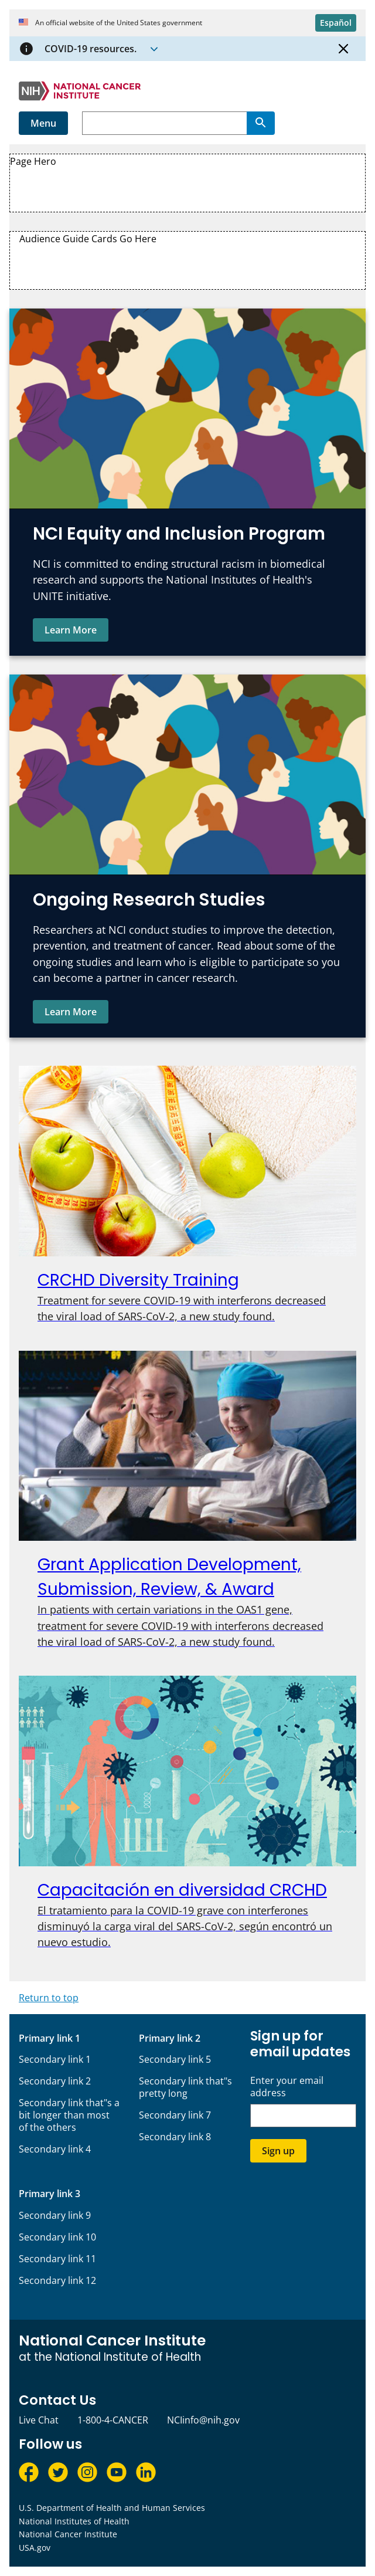 An official website of the United States government
Español
COVID-19 resources.
NIH NATIONAL CANCER
INSTITUTE
Menu
Page Hero
Audience Guide Cards Go Here
NCI Equity and Inclusion Program
NCI is committed to ending structural racism in biomedical
research and supports the National Institutes of Health's
UNITE initiative.
Learn More
Ongoing Research Studies
Researchers at NCI conduct studies to improve the detection,
prevention, and treatment of cancer. Read about some of the
ongoing studies and learn who is eligible to participate so you
can become a partner in cancer research.
Learn More
CRCHD Diversity Training
Treatment for severe COVID-19 with interferons decreased
the viral load of SARS-CoV-2, a new study found.
Grant Application Development,
Submission, Review, & Award
In patients with certain variations in the OAS1 gene,
treatment for severe COVID-19 with interferons decreased
the viral load of SARS-CoV-2, a new study found.
Capacitación en diversidad CRCHD
El tratamiento para la COVID-19 grave con interferones
disminuyó la carga viral del SARS-CoV-2, según encontró un
nuevo estudio.
Return to top
Primary link 1
Secondary link 1
Secondary link 2
Secondary link that"s a
bit longer than most
of the others
Secondary link 4
Primary link 2
Secondary link 5
Secondary link that"s
pretty long
Secondary link 7
Secondary link 8
Sign up for
email updates
Enter your email
address
Sign up
Primary link 3
Secondary link 9
Secondary link 10
Secondary link 11
Secondary link 12
National Cancer Institute
at the National Institute of Health
Contact Us
Live Chat 1-800-4-CANCER NCIinfo@nih.gov
Follow us
U.S. Department of Health and Human Services
National Institutes of Health
National Cancer Institute
USA.gov